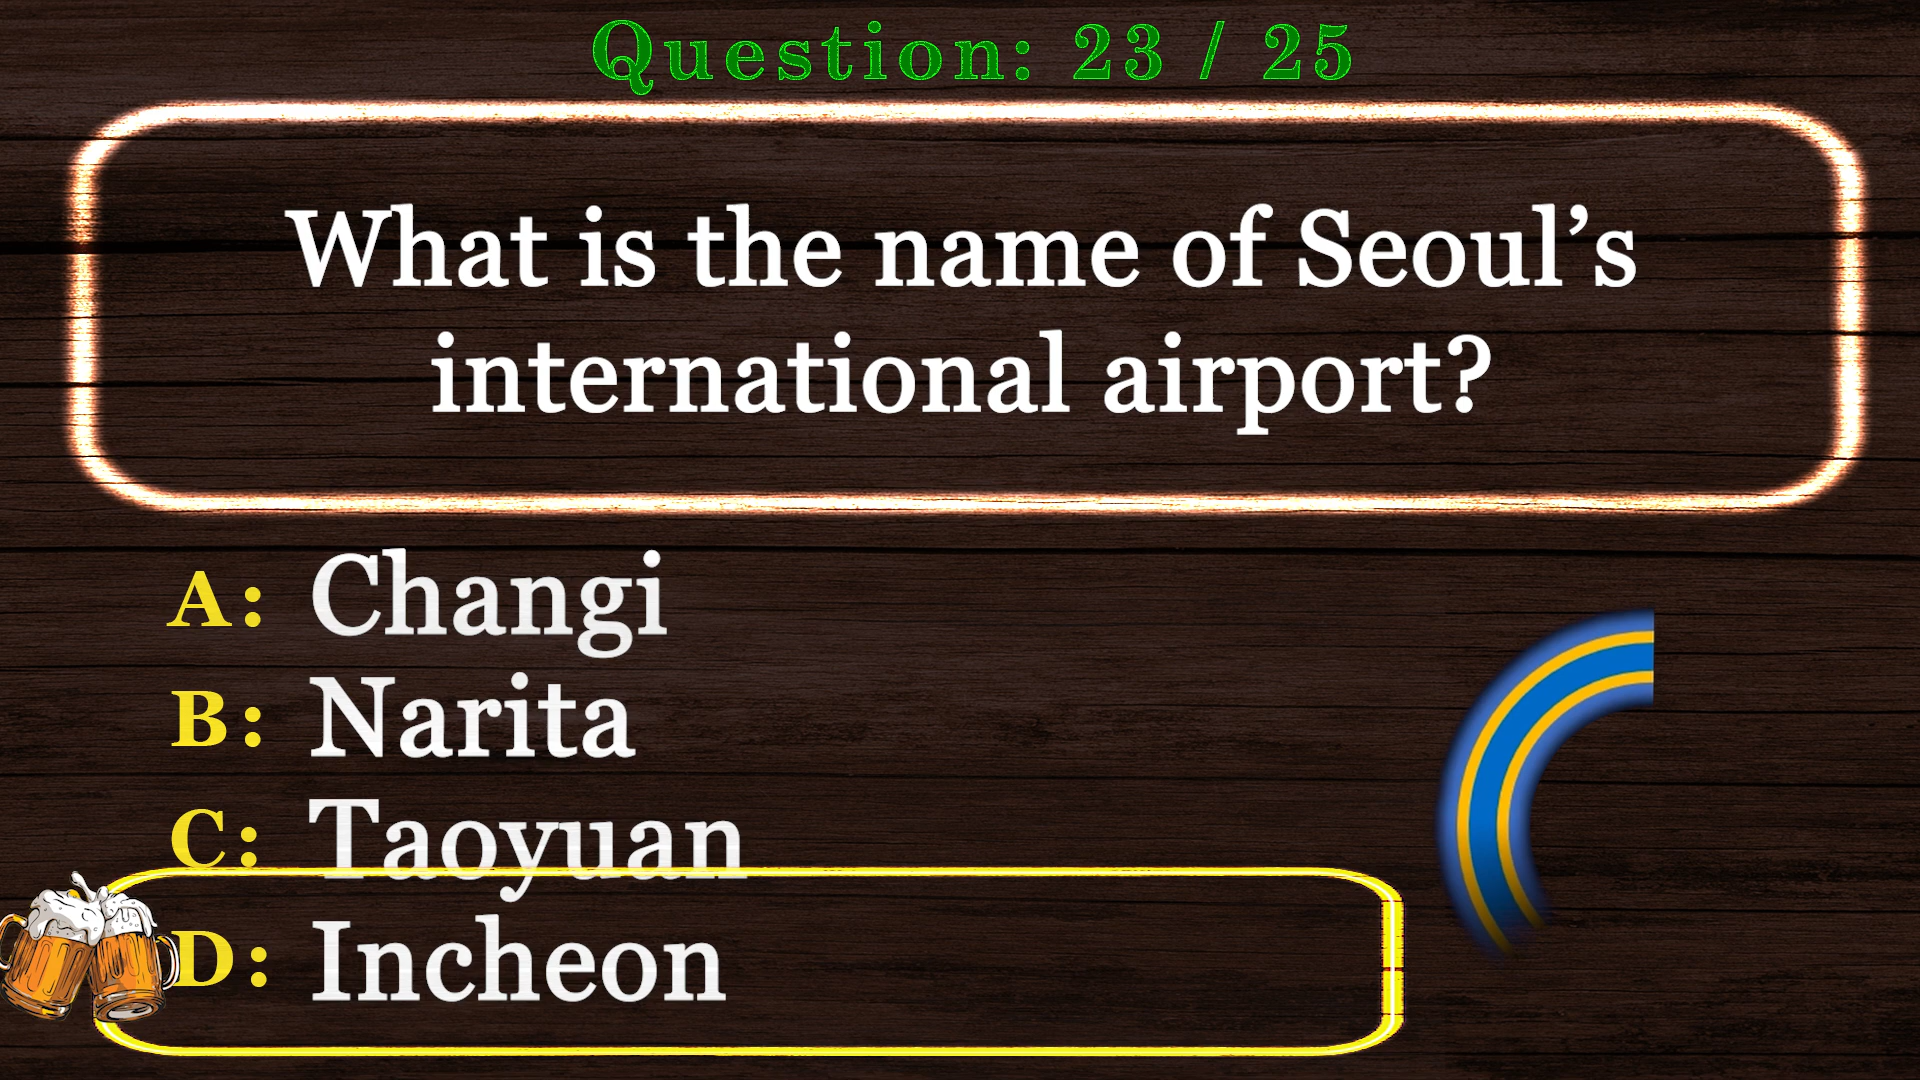 Question: 23 / 25
What is the name of Seoul’s
international airport?
A: Changi
B: Narita
C: Taoyuan
D: Incheon